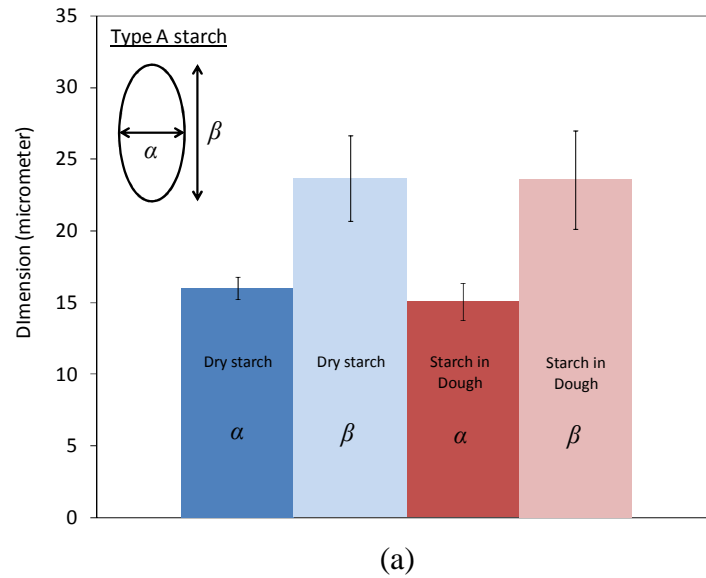 35
30
25
20
15
10
5
0
DImension (micrometer)
Type A starch
α
β
Dry starch
α
Dry starch
β
Starch in
Dough
α
Starch in
Dough
β
(a)